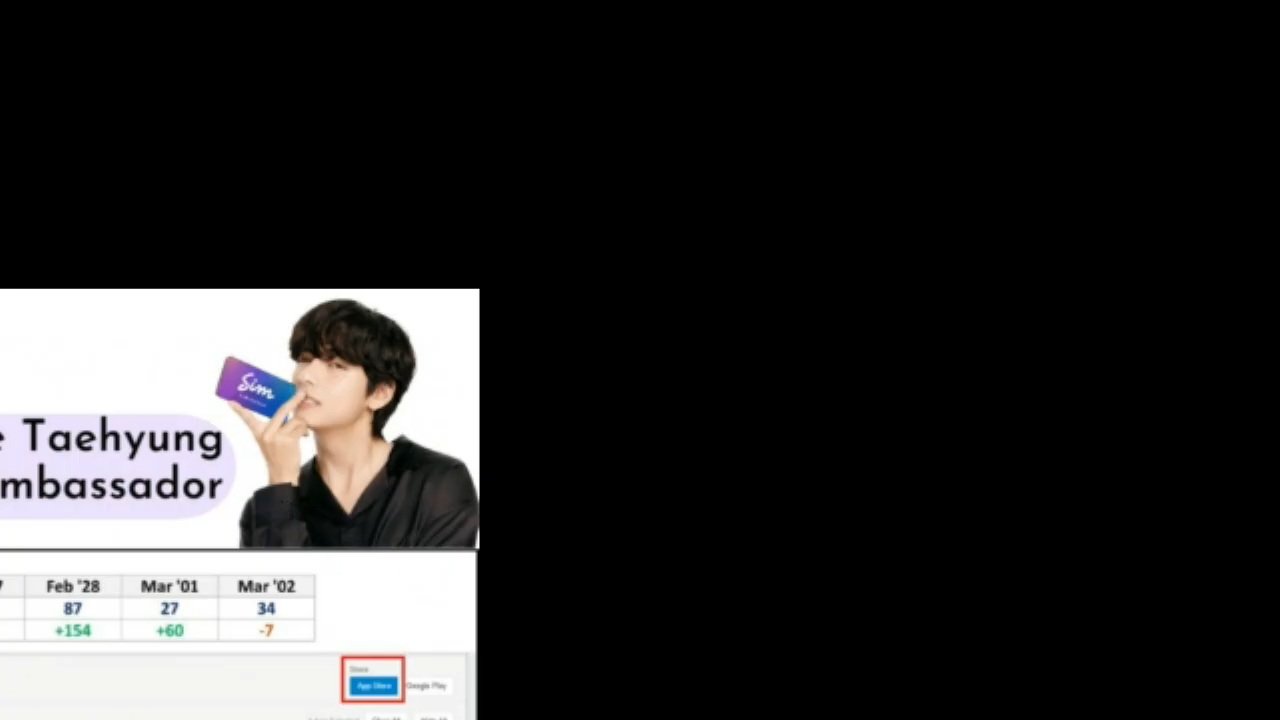 Sim
Taehyung
mbassador
Feb '28 Mar '01 Mar '02
87 27 34
+154 +60 -7
Store
App Store Google Play